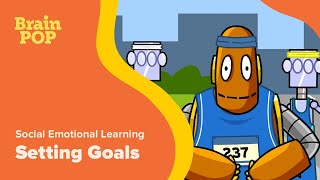 Brain
POP
Social Emotional Learning
Setting Goals
237